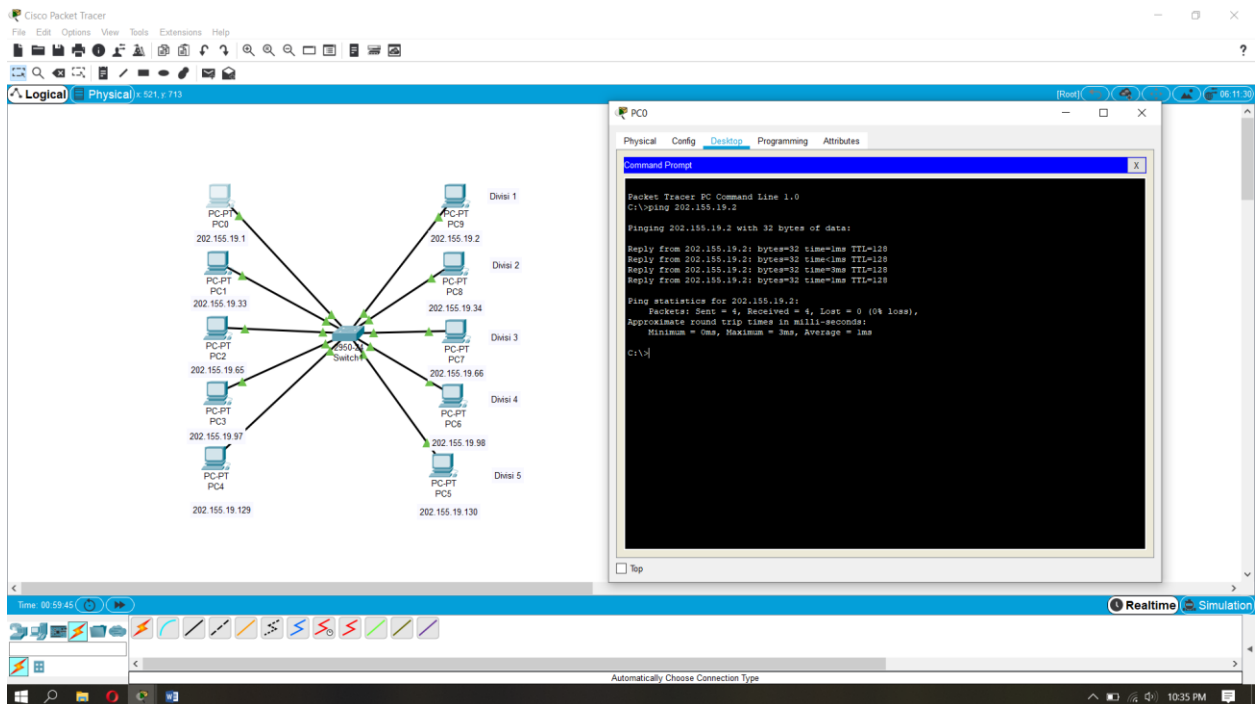 Cisco Packet Tracer
File Edit Options View Tools Extensions Help
?
Logical
Physical
x: 521, y: 713
[Root]
06:11:30
PC0
Physical Config Desktop Programming Attributes
Command Prompt
X
Packet Tracer PC Command Line 1.0
C:\>ping 202.155.19.2
Pinging 202.155.19.2 with 32 bytes of data:
Reply from 202.155.19.2: bytes=32 time=1ms TTL=128
Reply from 202.155.19.2: bytes=32 time<1ms TTL=128
Reply from 202.155.19.2: bytes=32 time=3ms TTL=128
Reply from 202.155.19.2: bytes=32 time=1ms TTL=128
Ping statistics for 202.155.19.2:
Packets: Sent = 4, Received = 4, Lost = 0 (0% loss),
Approximate round trip times in milli-seconds:
Minimum = 0ms, Maximum = 3ms, Average = 1ms
C:\>
Top
PC-PT
PC0
202.155.19.1
PC-PT
PC9
202.155.19.2
Divisi 1
PC-PT
PC1
202.155.19.33
PC-PT
PC8
202.155.19.34
Divisi 2
PC-PT
PC2
202.155.19.65
2950-24
Switch1
PC-PT
PC7
202.155.19.66
Divisi 3
PC-PT
PC3
202.155.19.97
PC-PT
PC6
202.155.19.98
Divisi 4
PC-PT
PC4
202.155.19.129
PC-PT
PC5
202.155.19.130
Divisi 5
Time: 00:59:45
Realtime
Simulation
Automatically Choose Connection Type
10:35 PM